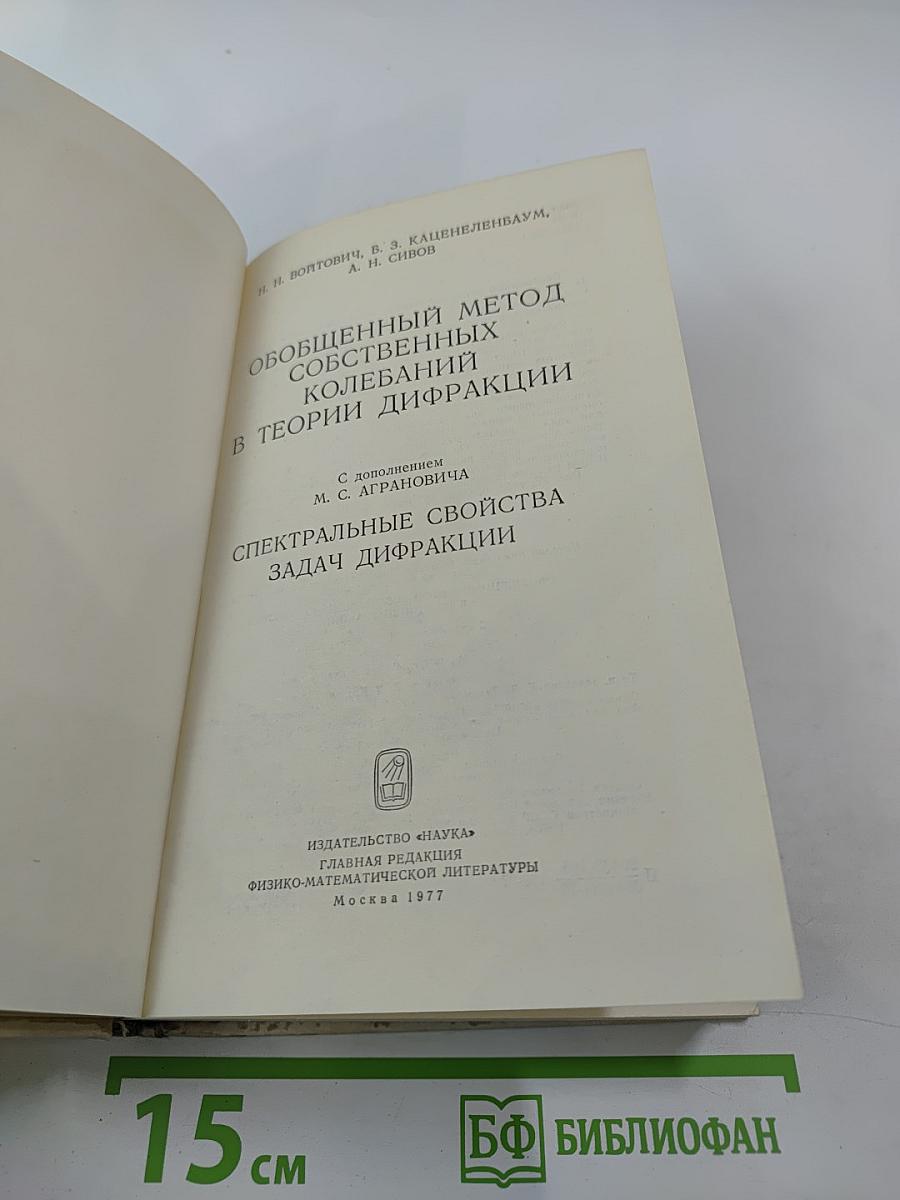 Н. Н. ВОЙТОВИЧ, Б. З. КАЦЕНЕЛЕНБАУМ,
А. Н. СИВОВ
ОБОБЩЕННЫЙ МЕТОД
СОБСТВЕННЫХ
КОЛЕБАНИЙ
В ТЕОРИИ ДИФРАКЦИИ
С дополнением
М. С. АГРАНОВИЧА
СПЕКТРАЛЬНЫЕ СВОЙСТВА
ЗАДАЧ ДИФРАКЦИИ
ИЗДАТЕЛЬСТВО «НАУКА»
ГЛАВНАЯ РЕДАКЦИЯ
ФИЗИКО-МАТЕМАТИЧЕСКОЙ ЛИТЕРАТУРЫ
Москва 1977
15 см
БФ БИБЛИОФАН